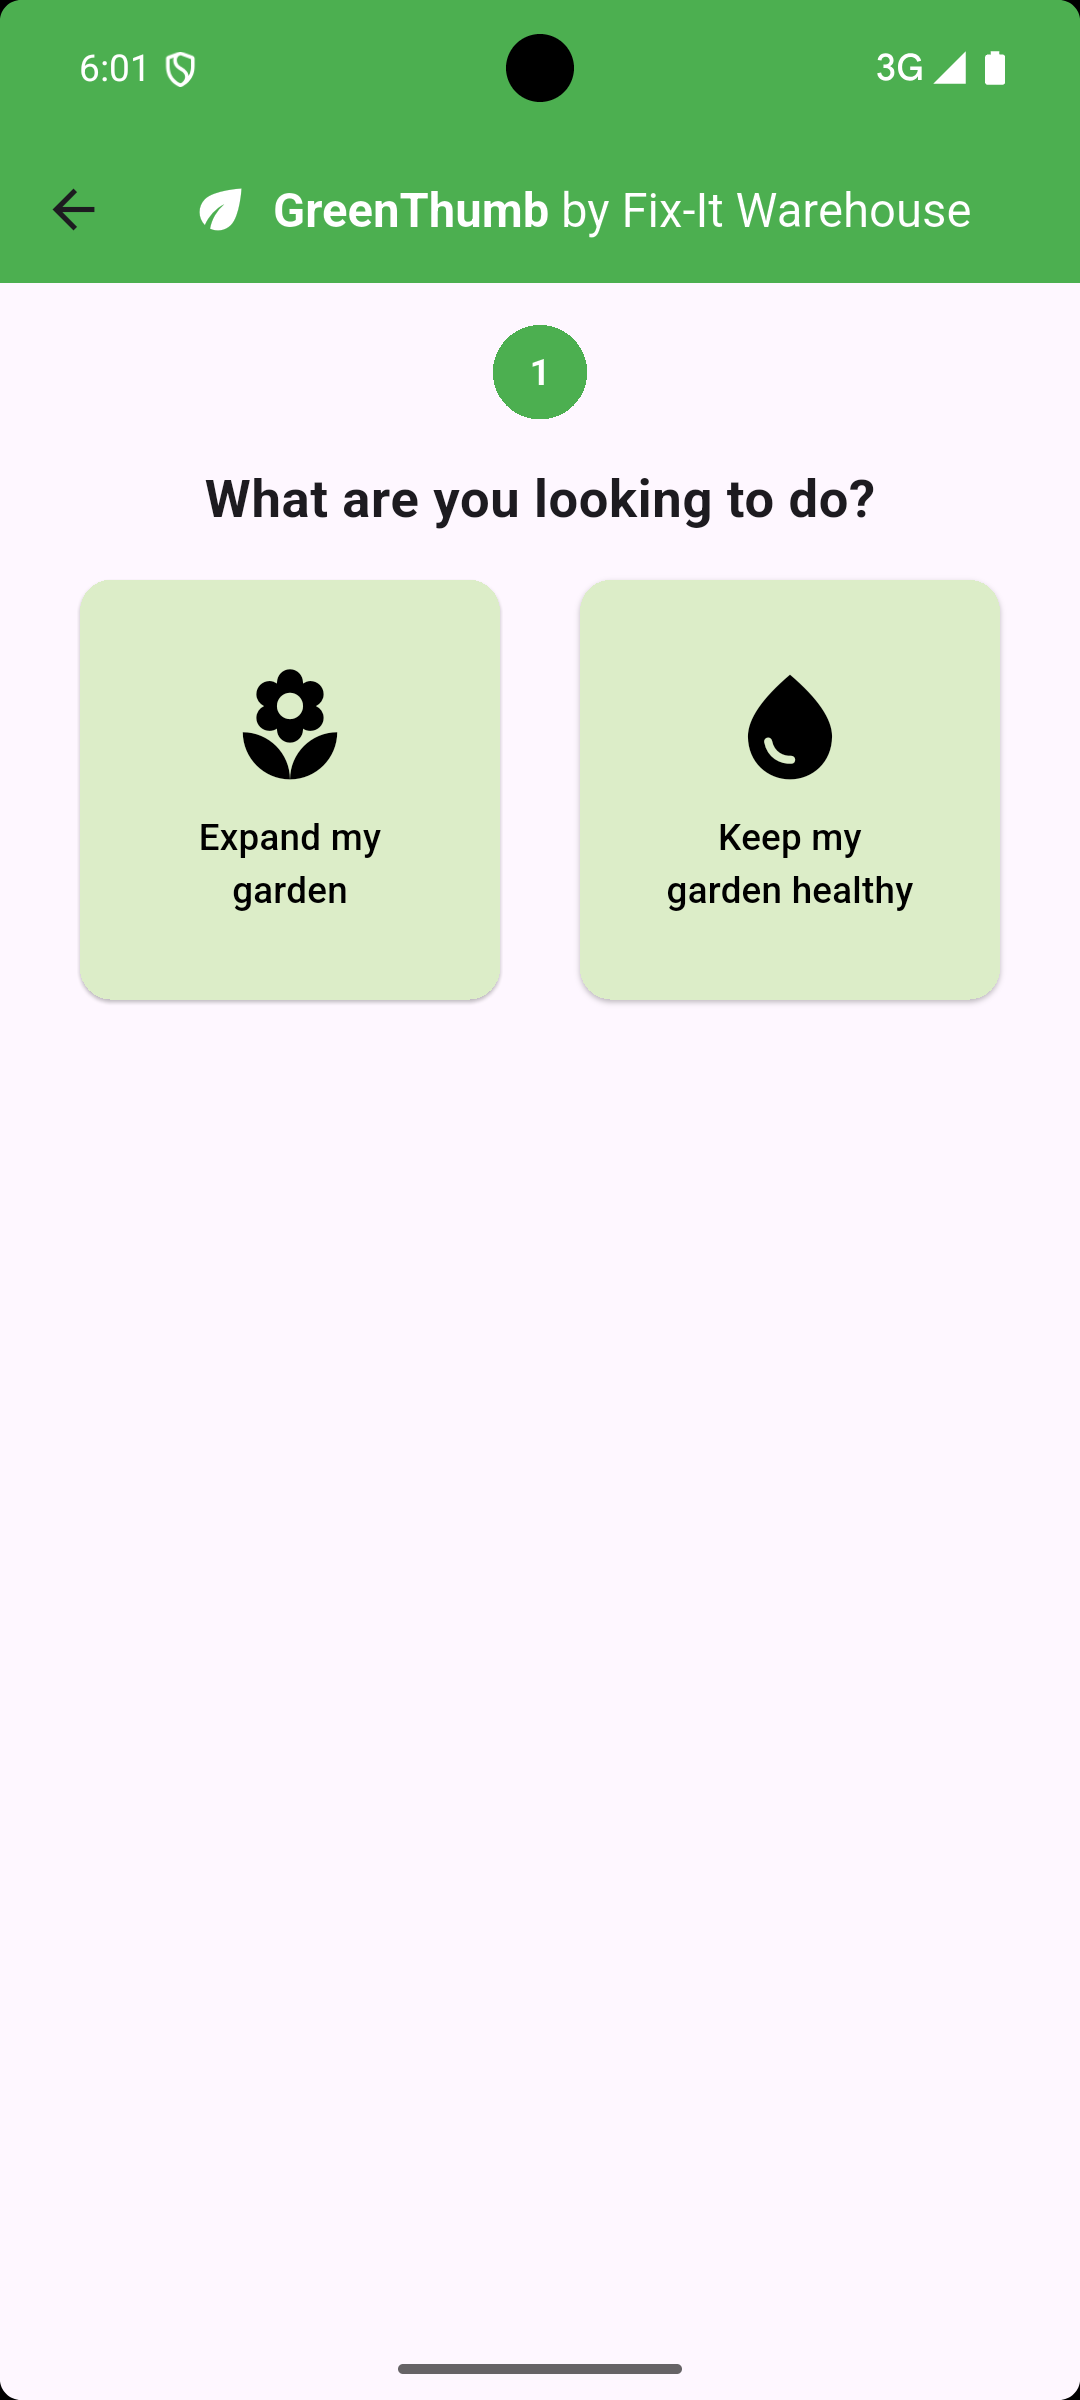 6:01
3G
GreenThumb by Fix-It Warehouse
1
What are you looking to do?
Expand my
garden
Keep my
garden healthy